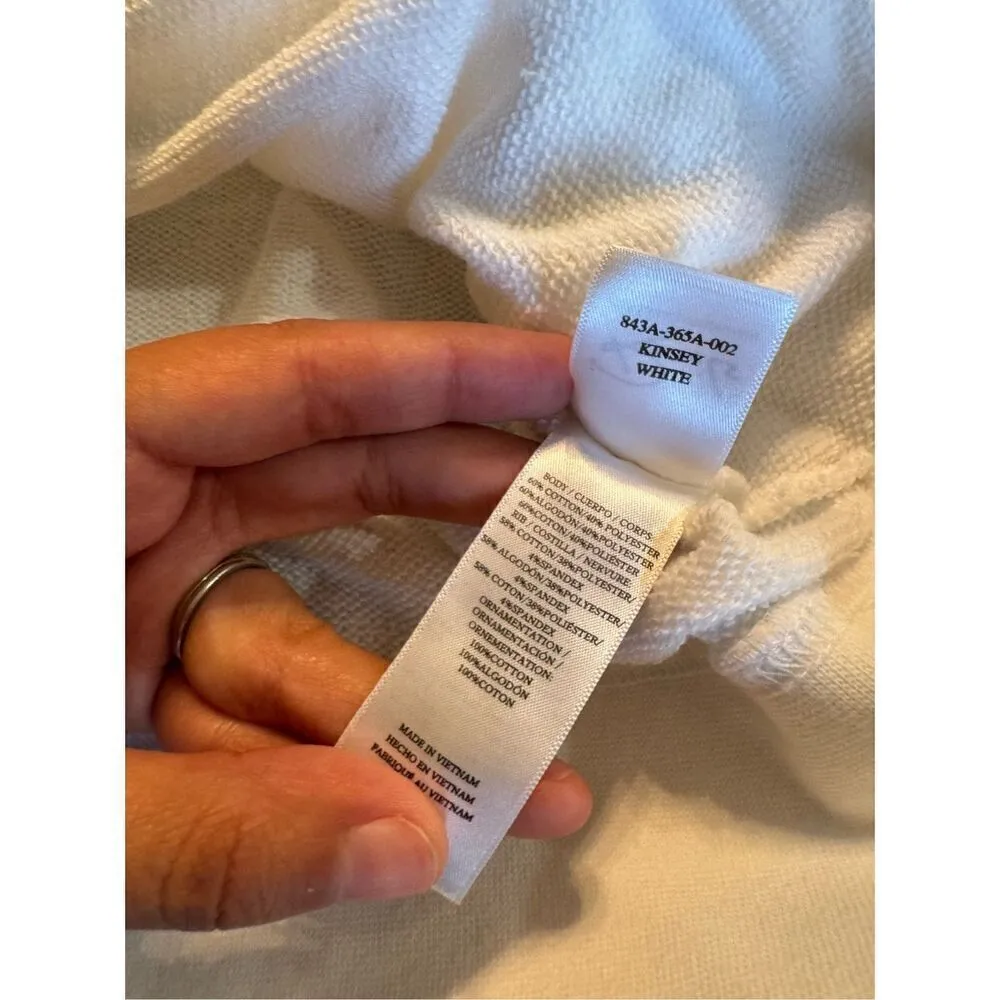 843A-365A-002
KINSEY
WHITE
BODY / CUERPO / CORPS:
60% COTTON/40% POLYESTER
60%ALGODÓN/40%POLYESTER
60%COTON/40%POLIÉSTER
RIB / COSTILLA / NERVURE:
58% COTTON/38%POLYESTER/
4%SPANDEX
58% ALGODÓN/38%POLYESTER/
4%SPANDEX
58% COTON/38%POLIÉSTER/
4%SPANDEX
ORNAMENTATION /
ORNAMENTACIÓN /
ORNEMENTATION:
100%COTTON
100%ALGODÓN
100%COTON
MADE IN VIETNAM
HECHO EN VIETNAM
FABRIQUÉ AU VIETNAM